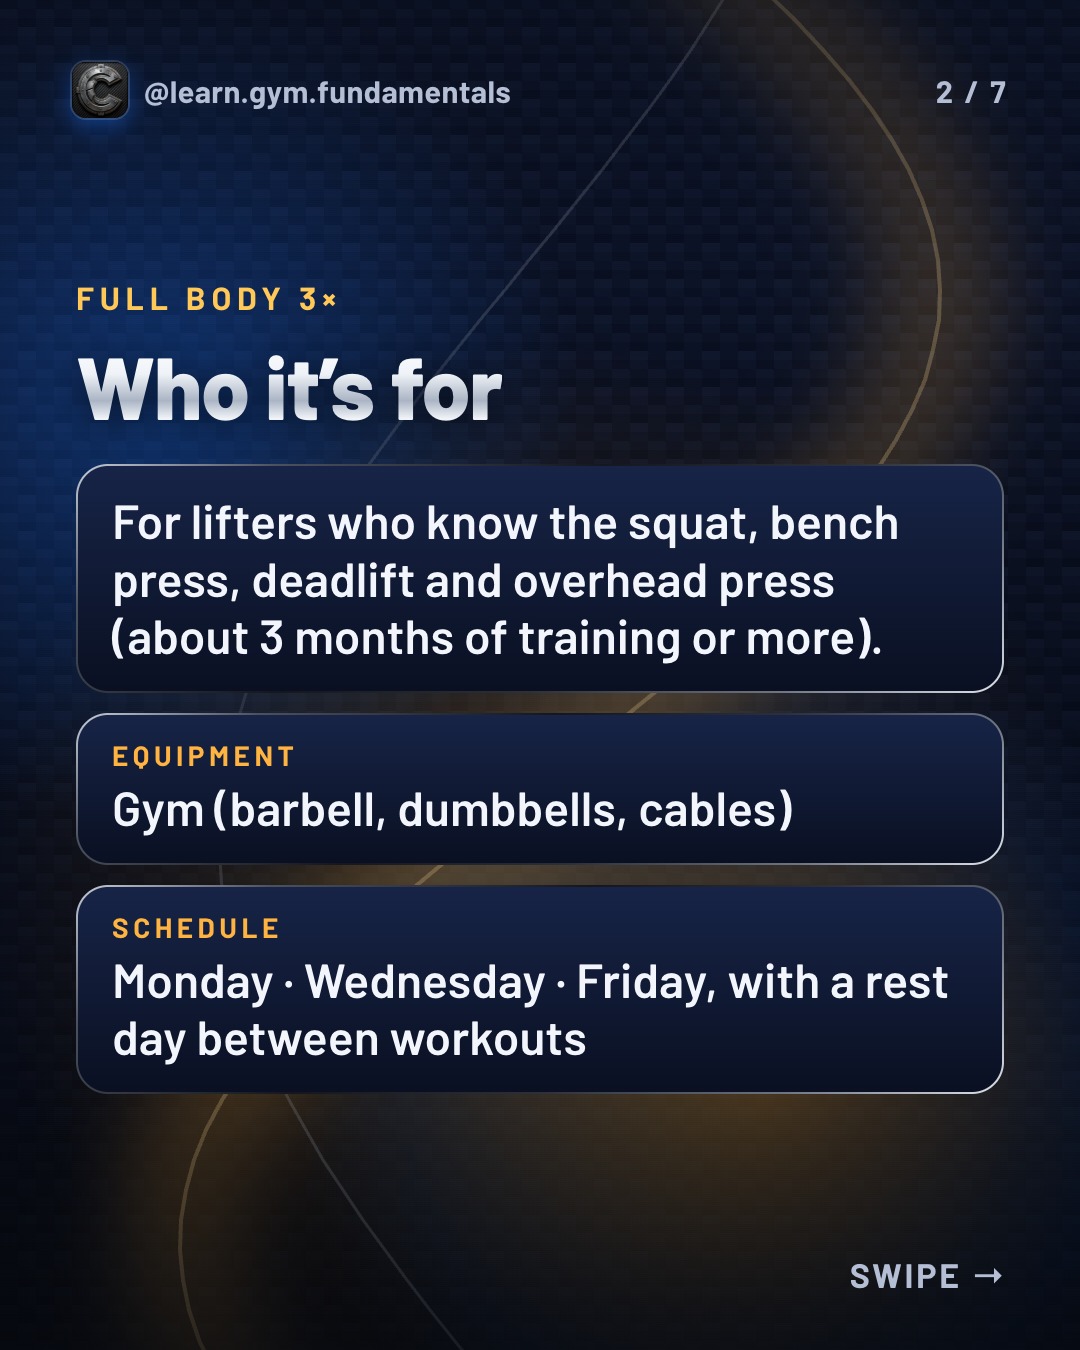 @learn.gym.fundamentals
2 / 7
FULL BODY 3×
Who it’s for
For lifters who know the squat, bench
press, deadlift and overhead press
(about 3 months of training or more).
EQUIPMENT
Gym (barbell, dumbbells, cables)
SCHEDULE
Monday · Wednesday · Friday, with a rest
day between workouts
SWIPE →